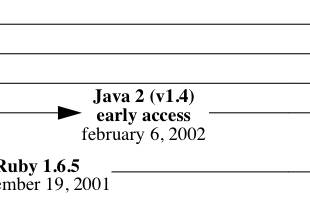 Java 2 (v1.4)
early access
february 6, 2002
Ruby 1.6.5
ember 19, 2001